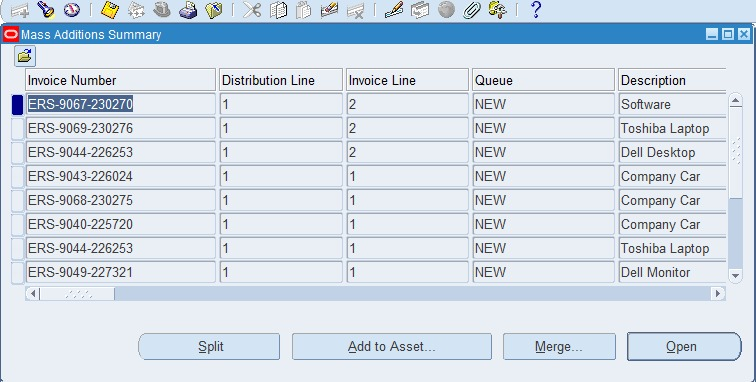 Mass Additions Summary
Invoice Number Distribution Line Invoice Line Queue Description
ERS-9067-230270 1 2 NEW Software
ERS-9069-230276 1 2 NEW Toshiba Laptop
ERS-9044-226253 1 2 NEW Dell Desktop
ERS-9043-226024 1 1 NEW Company Car
ERS-9068-230275 1 1 NEW Company Car
ERS-9040-225720 1 1 NEW Company Car
ERS-9044-226253 1 1 NEW Toshiba Laptop
ERS-9049-227321 1 1 NEW Dell Monitor
Split Add to Asset... Merge... Open